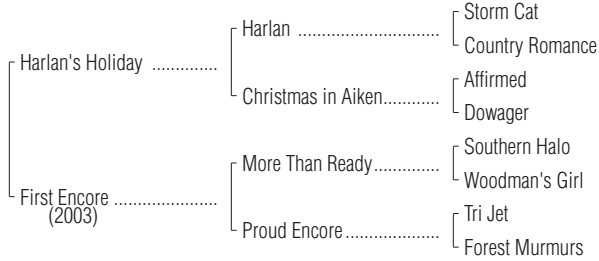 Storm Cat
Harlan ..............................
Country Romance
Harlan's Holiday ..............
Affirmed
Christmas in Aiken............
Dowager
Southern Halo
More Than Ready..............
Woodman's Girl
First Encore ......................
(2003)
Tri Jet
Proud Encore....................
Forest Murmurs